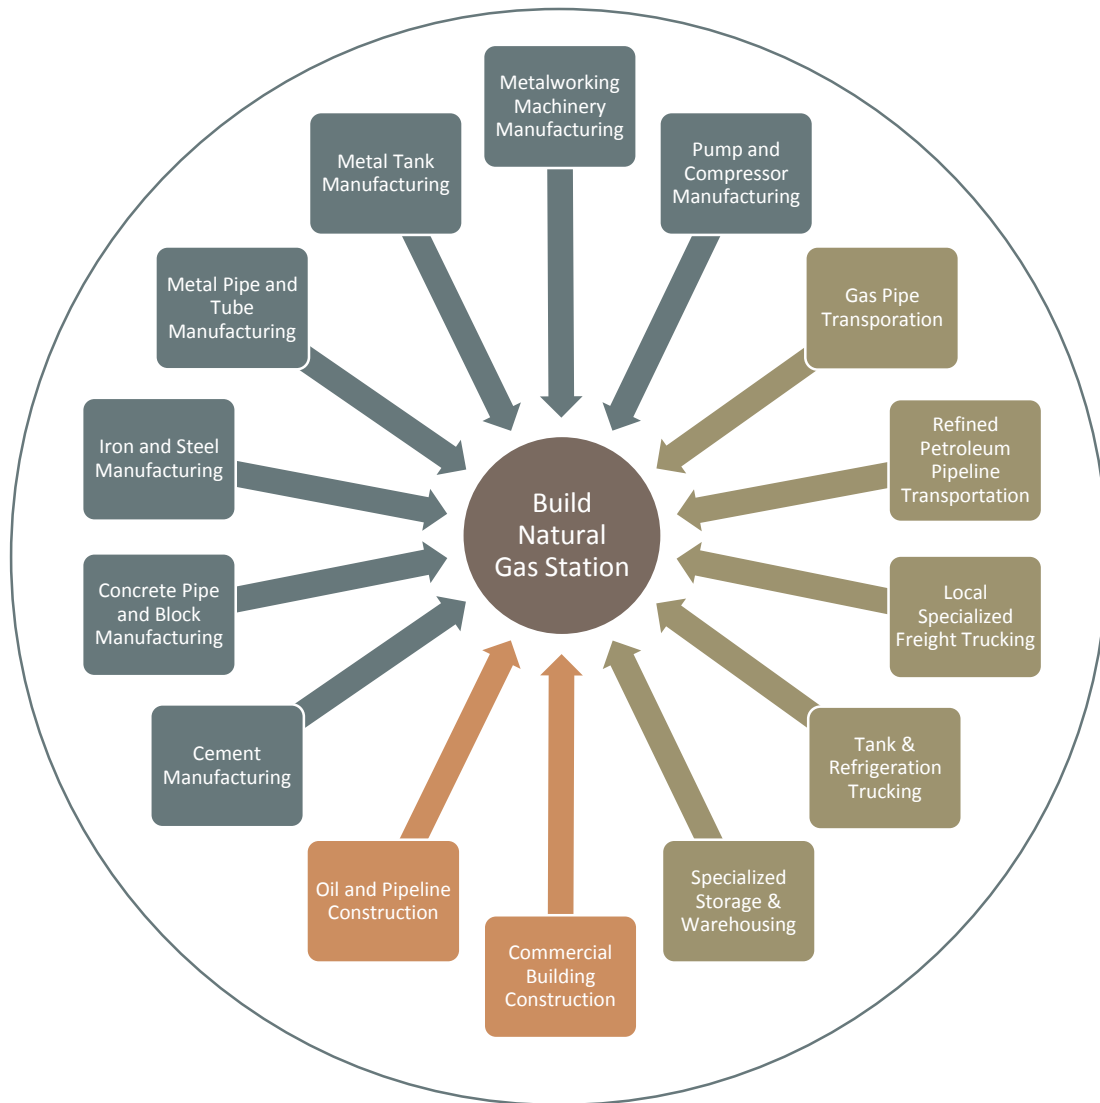 Metalworking
Machinery
Manufacturing
Pump and
Compressor
Manufacturing
Gas Pipe
Transporation
Refined
Petroleum
Pipeline
Transportation
Local
Specialized
Freight Trucking
Tank &
Refrigeration
Trucking
Specialized
Storage &
Warehousing
Commercial
Building
Construction
Oil and Pipeline
Construction
Cement
Manufacturing
Concrete Pipe
and Block
Manufacturing
Iron and Steel
Manufacturing
Metal Pipe and
Tube
Manufacturing
Metal Tank
Manufacturing
Build
Natural
Gas Station